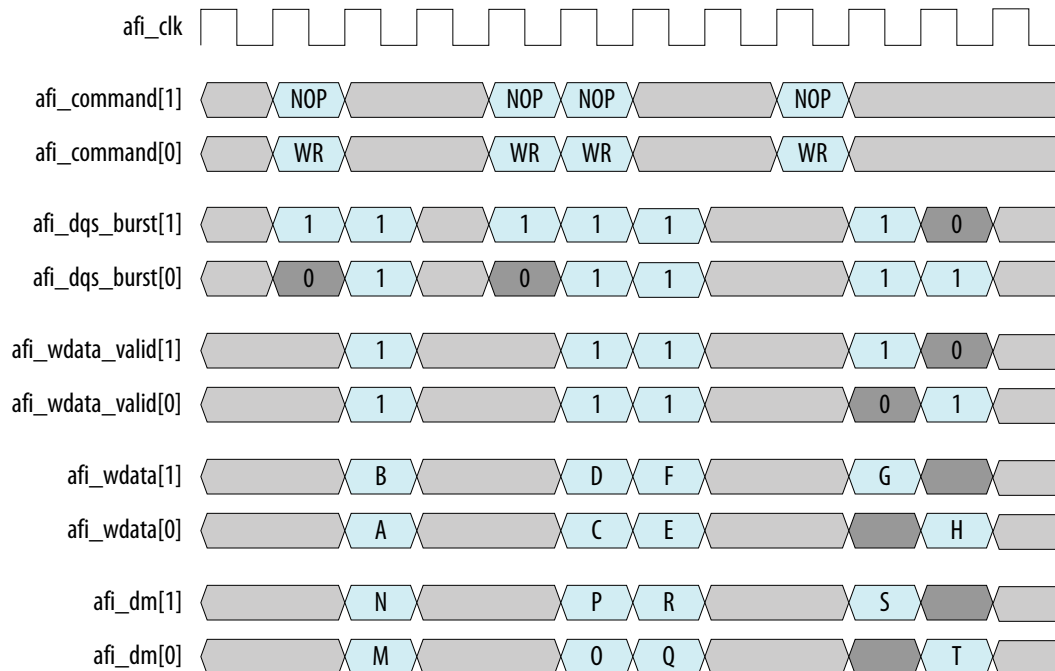 afi_clk
afi_command[1] NOP NOP NOP NOP
afi_command[0] WR WR WR WR
afi_dqs_burst[1] 1 1 1 1 1 1 0
afi_dqs_burst[0] 0 1 0 1 1 1 1
afi_wdata_valid[1] 1 1 1 1 0
afi_wdata_valid[0] 1 1 1 0 1
afi_wdata[1] B D F G
afi_wdata[0] A C E H
afi_dm[1] N P R S
afi_dm[0] M O Q T